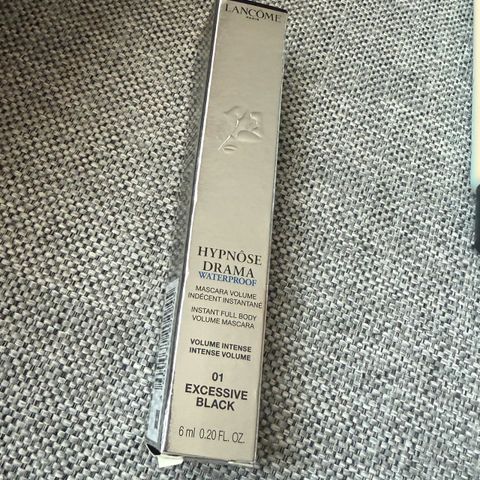 LANCÔME
PARIS
HYPNÔSE
DRAMA
WATERPROOF
MASCARA VOLUME
INDÉCENT INSTANTANÉ
INSTANT FULL BODY
VOLUME MASCARA
VOLUME INTENSE
INTENSE VOLUME
01
EXCESSIVE
BLACK
6 ml 0.20 FL. OZ.